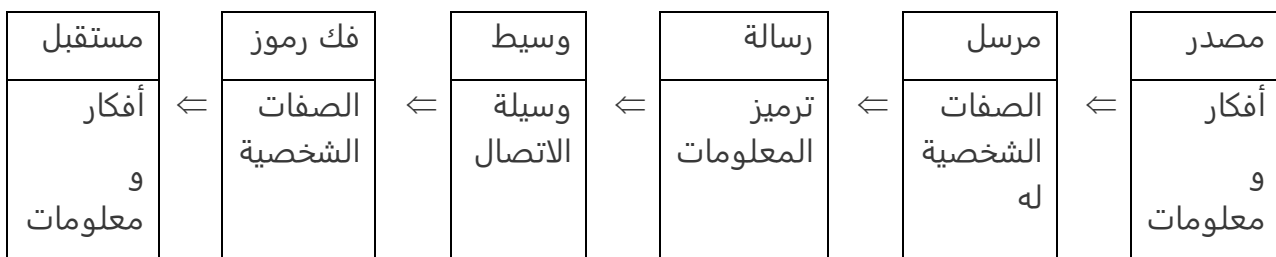 مصدر ⇐ مرسل ⇐ رسالة ⇐ وسيط ⇐ فك رموز ⇐ مستقبل
أفكار
و
معلومات
الصفات
الشخصية
له
ترميز
المعلومات
وسيلة
الاتصال
الصفات
الشخصية
أفكار
و
معلومات